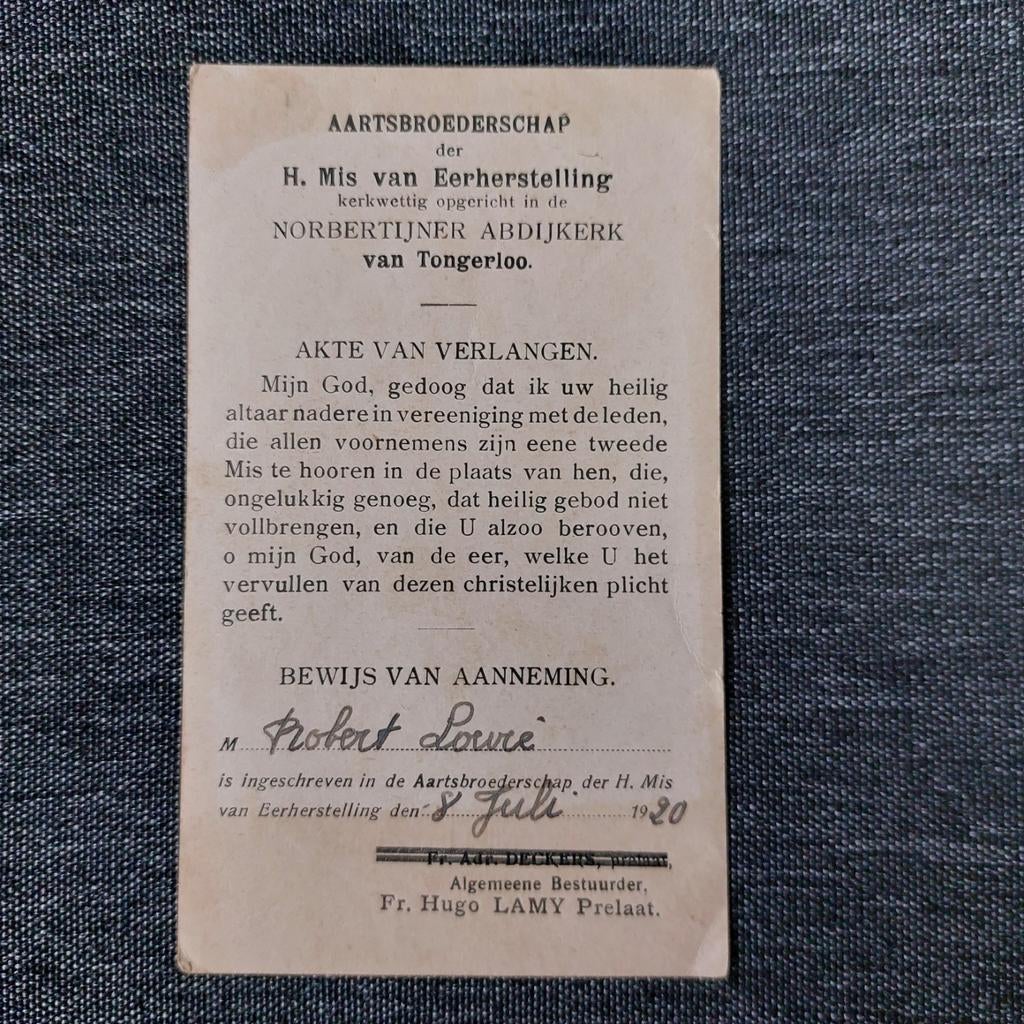 AARTSBROEDERSCHAP
der
H. Mis van Eerherstelling
kerkwettig opgericht in de
NORBERTIJNER ABDIJKERK
van Tongerloo.
AKTE VAN VERLANGEN.
Mijn God, gedoog dat ik uw heilig
altaar nadere in vereeniging met de leden,
die allen voornemens zijn eene tweede
Mis te hooren in de plaats van hen, die,
ongelukkig genoeg, dat heilig gebod niet
vollbrengen, en die U alzoo berooven,
o mijn God, van de eer, welke U het
vervullen van dezen christelijken plicht
geeft.
BEWIJS VAN AANNEMING.
M Robert
is ingeschreven in de Aartsbroederschap der H. Mis
van Eerherstelling den 8 Juli 1920
Fr. Adr. DECKERS, prelaat,
Algemeene Bestuurder,
Fr. Hugo LAMY Prelaat.